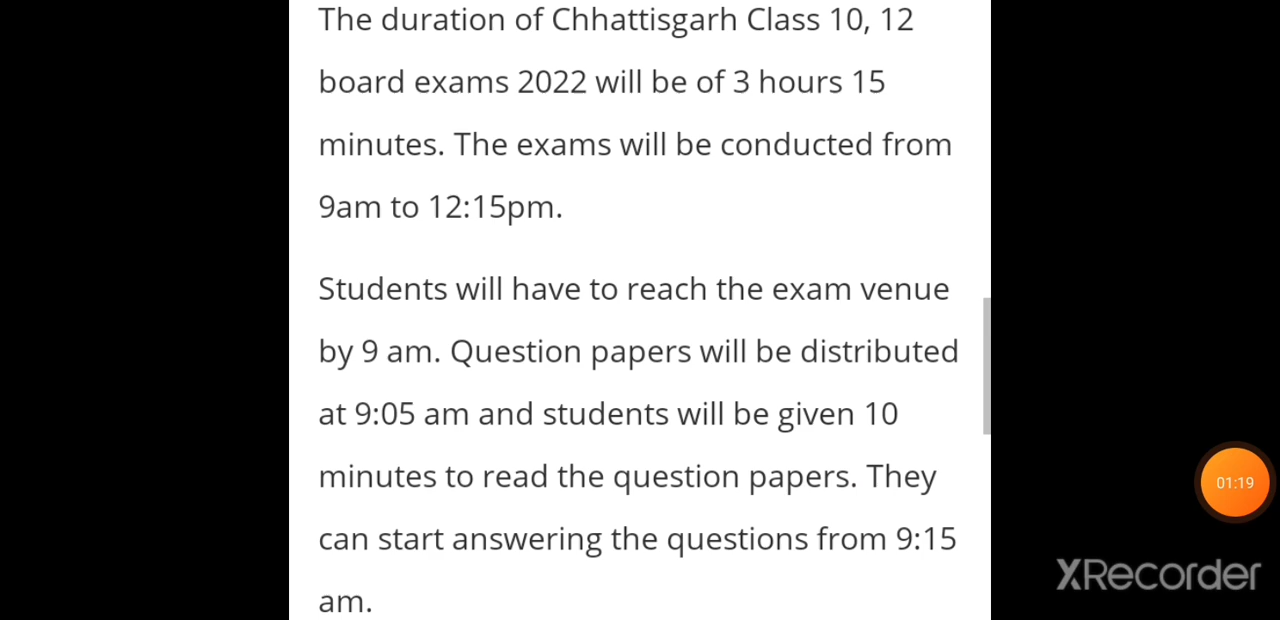 The duration of Chhattisgarh Class 10, 12
board exams 2022 will be of 3 hours 15
minutes. The exams will be conducted from
9am to 12:15pm.
Students will have to reach the exam venue
by 9 am. Question papers will be distributed
at 9:05 am and students will be given 10
minutes to read the question papers. They
can start answering the questions from 9:15
am.
01:19
XRecorder